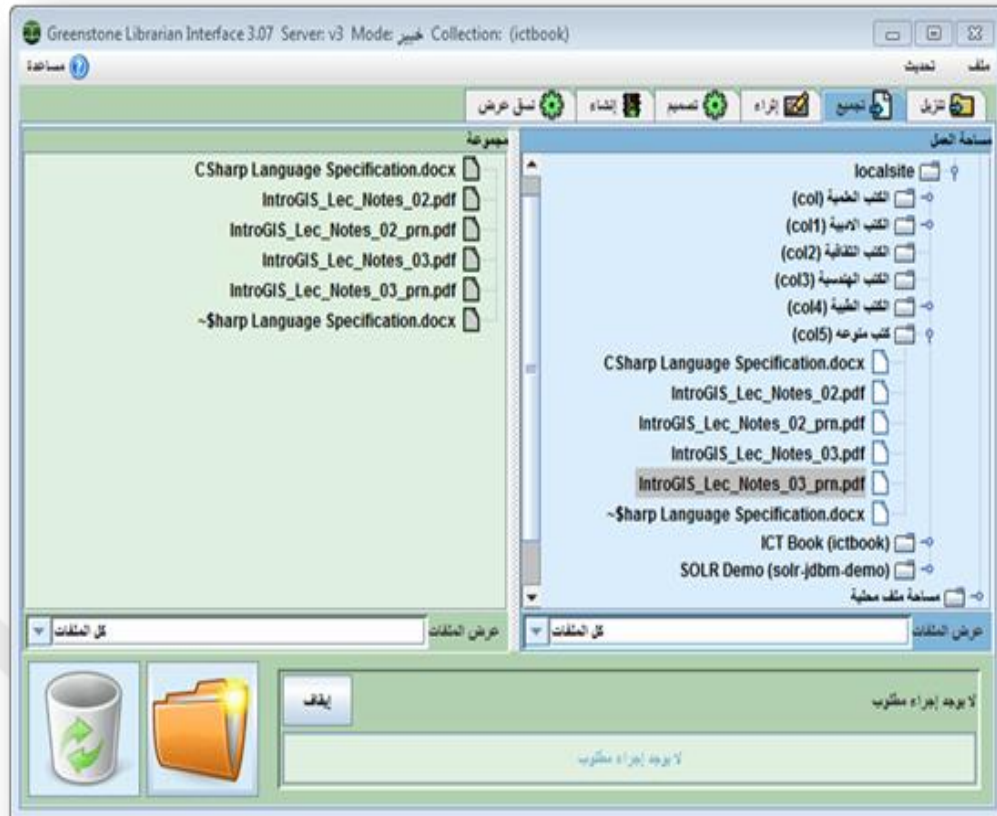 Greenstone Librarian Interface 3.07 Server: v3 Mode: خبير Collection: (ictbook)
ملف تحديث مساعدة
تنزيل تجميع إثراء تصميم إنشاء نسق عرض
مساحة العمل
localsite
الكتب العلمية (col)
الكتب الادبية (col1)
الكتب الثقافية (col2)
الكتب الهندسية (col3)
الكتب الطبية (col4)
كتب منوعه (col5)
CSharp Language Specification.docx
IntroGIS_Lec_Notes_02.pdf
IntroGIS_Lec_Notes_02_prn.pdf
IntroGIS_Lec_Notes_03.pdf
IntroGIS_Lec_Notes_03_prn.pdf
~$harp Language Specification.docx
ICT Book (ictbook)
SOLR Demo (solr-jdbm-demo)
مساحة ملف محلية
عرض الملفات كل الملفات
مجموعة
CSharp Language Specification.docx
IntroGIS_Lec_Notes_02.pdf
IntroGIS_Lec_Notes_02_prn.pdf
IntroGIS_Lec_Notes_03.pdf
IntroGIS_Lec_Notes_03_prn.pdf
~$harp Language Specification.docx
عرض الملفات كل الملفات
لا يوجد إجراء مطلوب
إيقاف
لا يوجد إجراء مطلوب